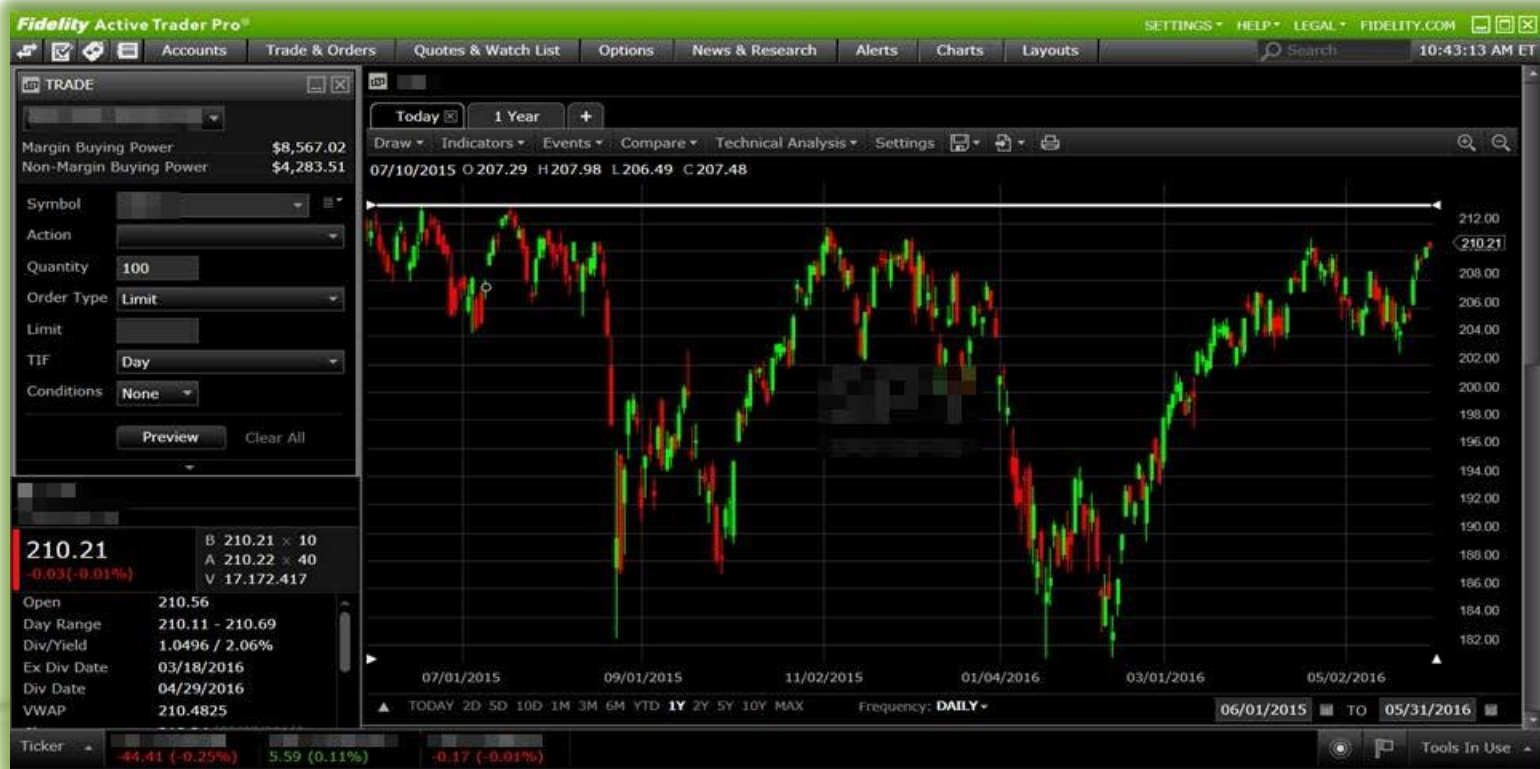 Fidelity Active Trader Pro®
SETTINGS HELP LEGAL FIDELITY.COM
Accounts Trade & Orders Quotes & Watch List Options News & Research Alerts Charts Layouts Search 10:43:13 AM ET
TRADE
Margin Buying Power $8,567.02
Non-Margin Buying Power $4,283.51
Symbol
Action
Quantity 100
Order Type Limit
Limit
TIF Day
Conditions None
Preview Clear All
210.21
-0.03(-0.01%)
B 210.21 × 10
A 210.22 × 40
V 17.172.417
Open 210.56
Day Range 210.11 - 210.69
Div/Yield 1.0496 / 2.06%
Ex Div Date 03/18/2016
Div Date 04/29/2016
VWAP 210.4825
Today 1 Year +
Draw Indicators Events Compare Technical Analysis Settings
07/10/2015 O 207.29 H 207.98 L 206.49 C 207.48
212.00
210.21
208.00
206.00
204.00
202.00
200.00
198.00
196.00
194.00
192.00
190.00
188.00
186.00
184.00
182.00
07/01/2015 09/01/2015 11/02/2015 01/04/2016 03/01/2016 05/02/2016
TODAY 2D 5D 10D 1M 3M 6M YTD 1Y 2Y 5Y 10Y MAX Frequency: DAILY
06/01/2015 TO 05/31/2016
Ticker -44.41 (-0.25%) 5.59 (0.11%) -0.17 (-0.01%) Tools In Use